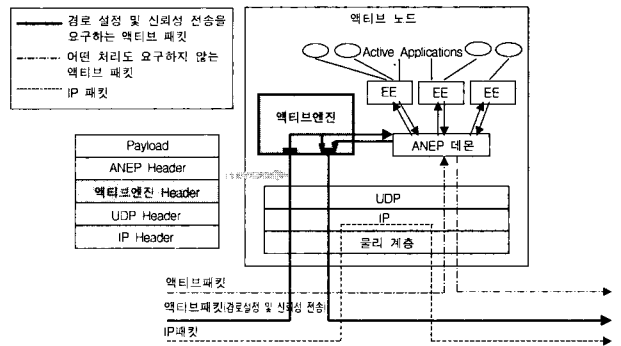 경로 설정 및 신뢰성 전송을
요구하는 액티브 패킷
어떤 처리도 요구하지 않는
액티브 패킷
IP 패킷
액티브 노드
Active Applications
EE
EE
EE
액티브엔진
ANEP 데몬
Payload
ANEP Header
액티브엔진 Header
UDP Header
IP Header
UDP
IP
물리 계층
액티브패킷
액티브패킷(경로설정 및 신뢰성 전송)
IP패킷